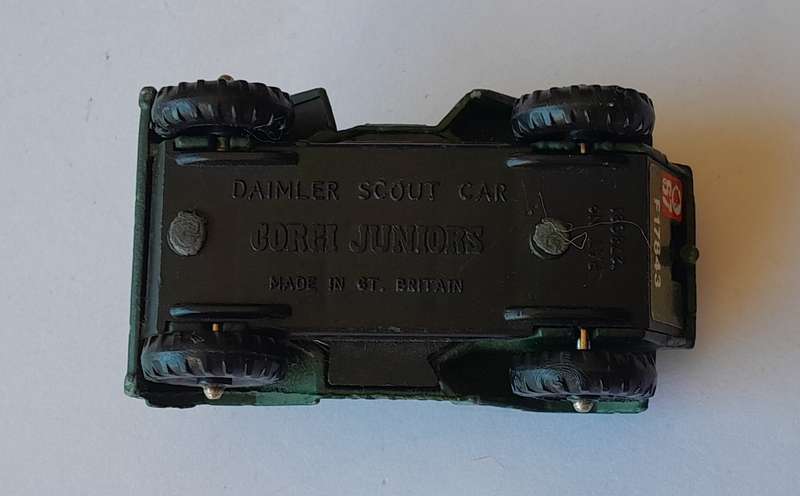 DAIMLER SCOUT CAR
CORGI JUNIORS
MADE IN GT. BRITAIN
67
F17843